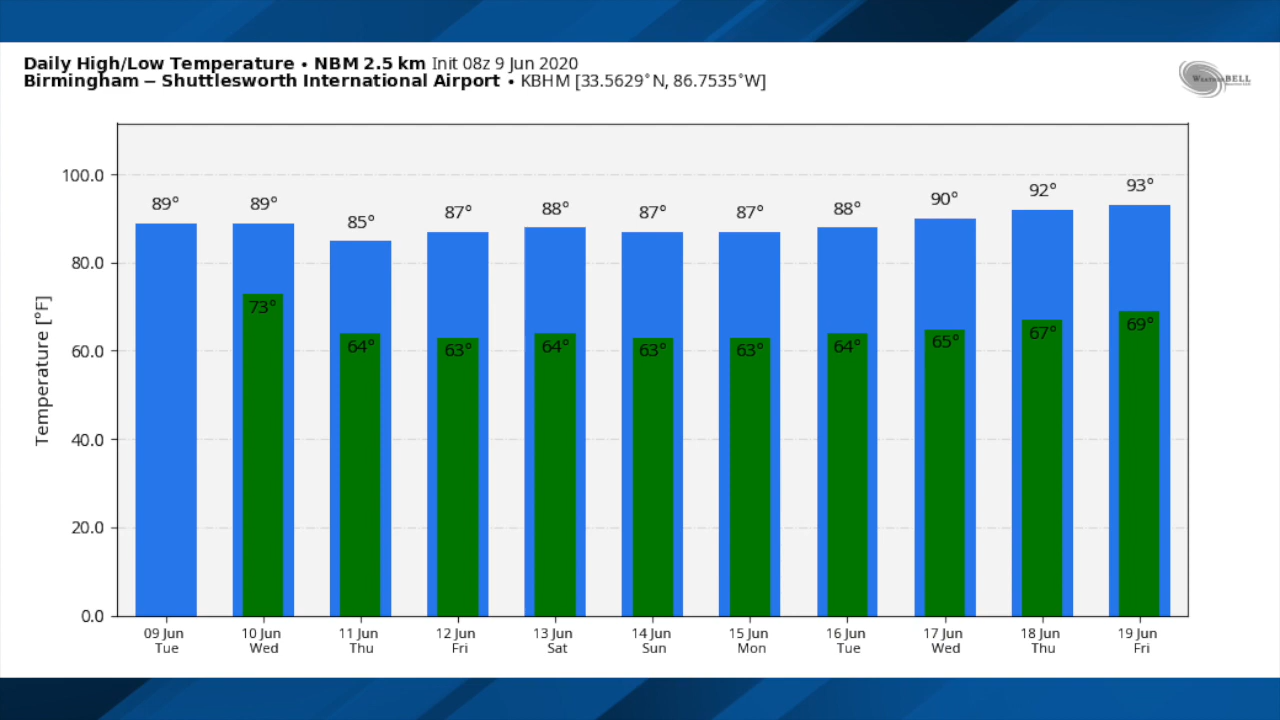 Daily High/Low Temperature • NBM 2.5 km Init 08z 9 Jun 2020
Birmingham – Shuttlesworth International Airport • KBHM [33.5629°N, 86.7535°W]
WeatherBELL
Temperature [°F]
100.0
80.0
60.0
40.0
20.0
0.0
89° 89° 85° 87° 88° 87° 87° 88° 90° 92° 93°
73° 64° 63° 64° 63° 63° 64° 65° 67° 69°
09 Jun 10 Jun 11 Jun 12 Jun 13 Jun 14 Jun 15 Jun 16 Jun 17 Jun 18 Jun 19 Jun
Tue Wed Thu Fri Sat Sun Mon Tue Wed Thu Fri